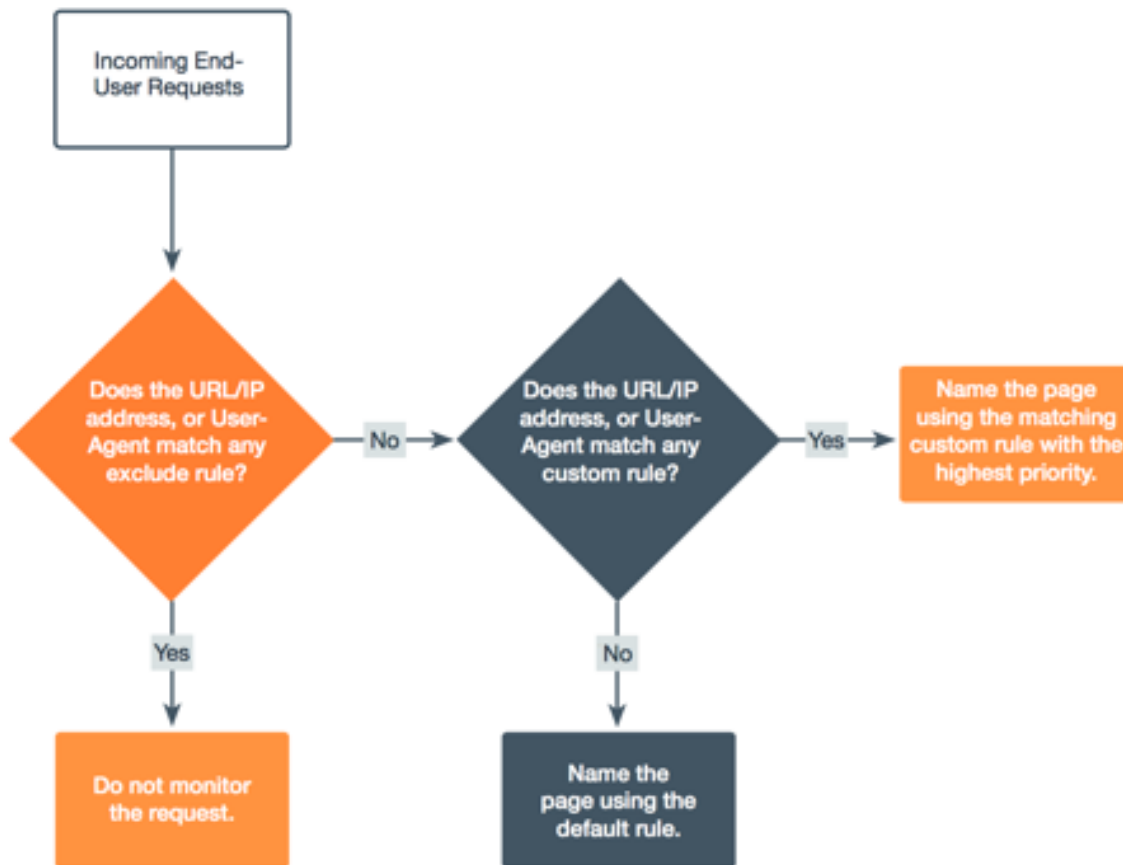 Incoming End-
User Requests
Does the URL/IP
address, or User-
Agent match any
exclude rule?
No
Does the URL/IP
address, or User-
Agent match any
custom rule?
Yes
Name the page
using the matching
custom rule with the
highest priority.
Yes
No
Do not monitor
the request.
Name the
page using the
default rule.